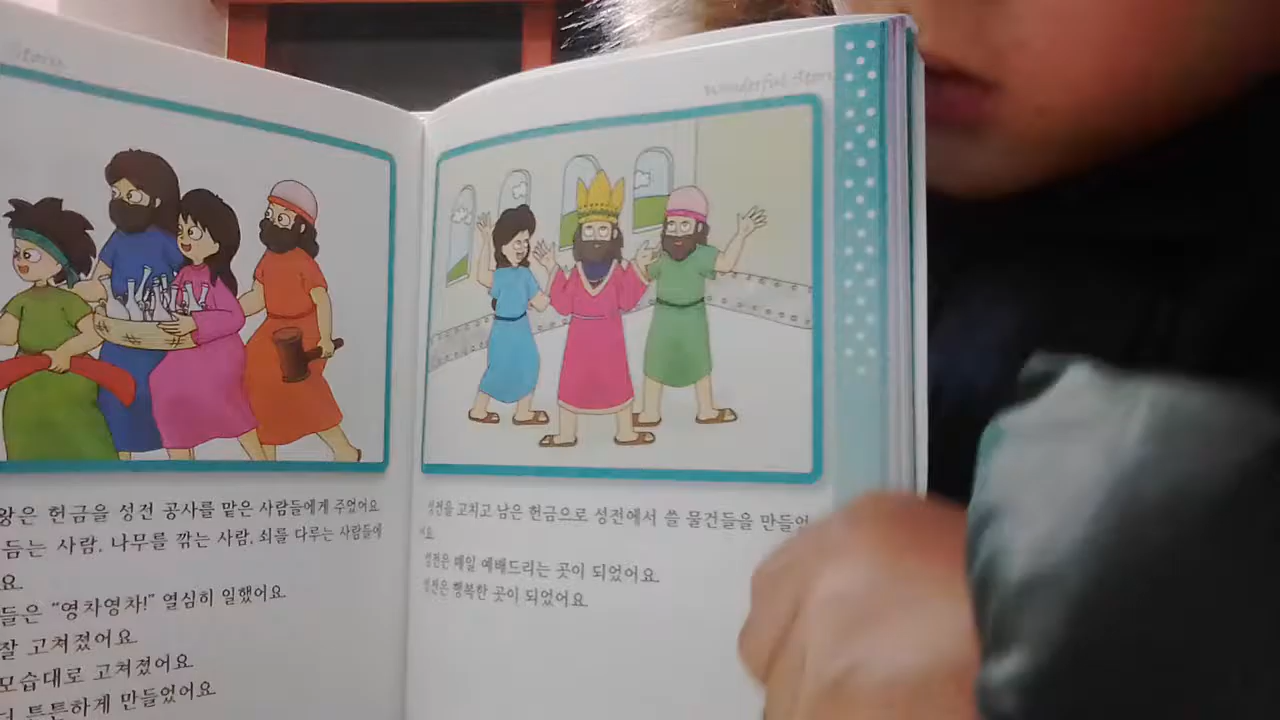 Story
왕은 헌금을 성전 공사를 맡은 사람들에게 주었어요
듬는 사람, 나무를 깎는 사람, 쇠를 다루는 사람들에
요.
들은 "영차영차!" 열심히 일했어요.
잘 고쳐졌어요.
모습대로 고쳐졌어요.
튼튼하게 만들었어요.
Wonderful Story
성전을 고치고 남은 헌금으로 성전에서 쓸 물건들을 만들었
어요.
성전은 매일 예배드리는 곳이 되었어요.
성전은 행복한 곳이 되었어요.